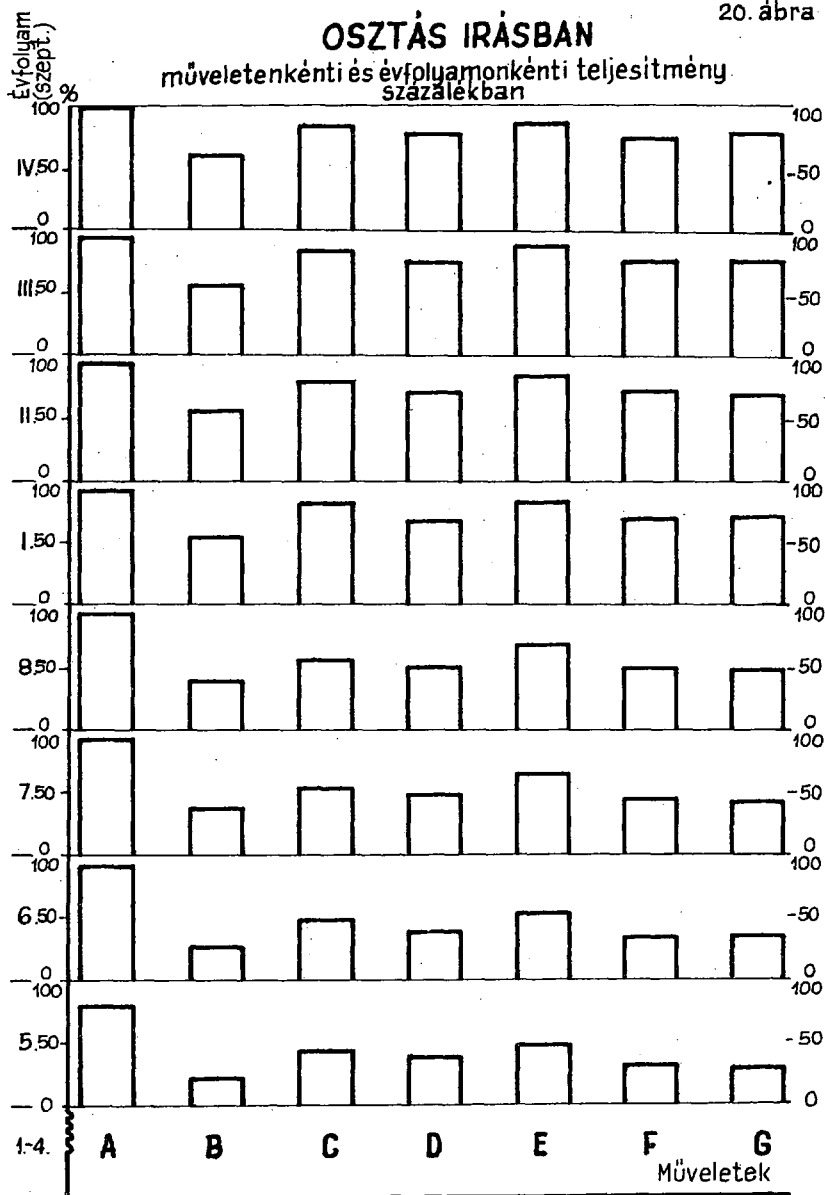 20. ábra
OSZTÁS IRÁSBAN
műveletenkénti és évfolyamonkénti teljesitmény
százalékban
Évfolyam
(szept.)
%
100 100
IV. 50 -50
0 0
100 100
III. 50 -50
0 0
100 100
II. 50 -50
0 0
100 100
I. 50 -50
0 0
100 100
8. 50 -50
0 0
100 100
7. 50 -50
0 0
100 100
6. 50 -50
0 0
100 100
5. 50 -50
0 0
1.-4. A B C D E F G
Műveletek